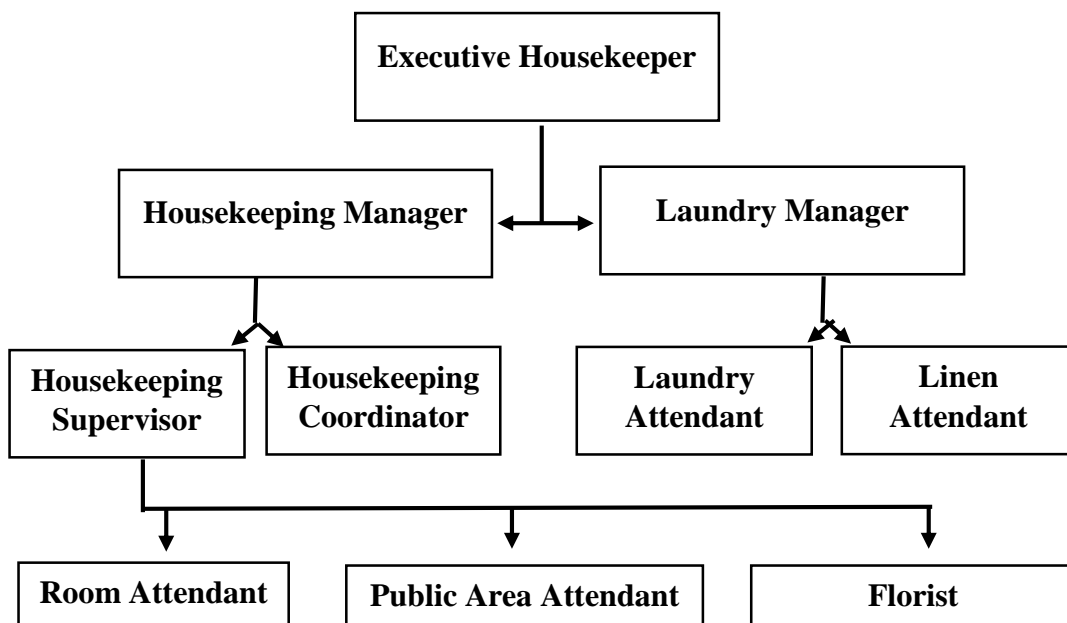 Executive Housekeeper
Housekeeping Manager
Laundry Manager
Housekeeping
Supervisor
Housekeeping
Coordinator
Laundry
Attendant
Linen
Attendant
Room Attendant
Public Area Attendant
Florist